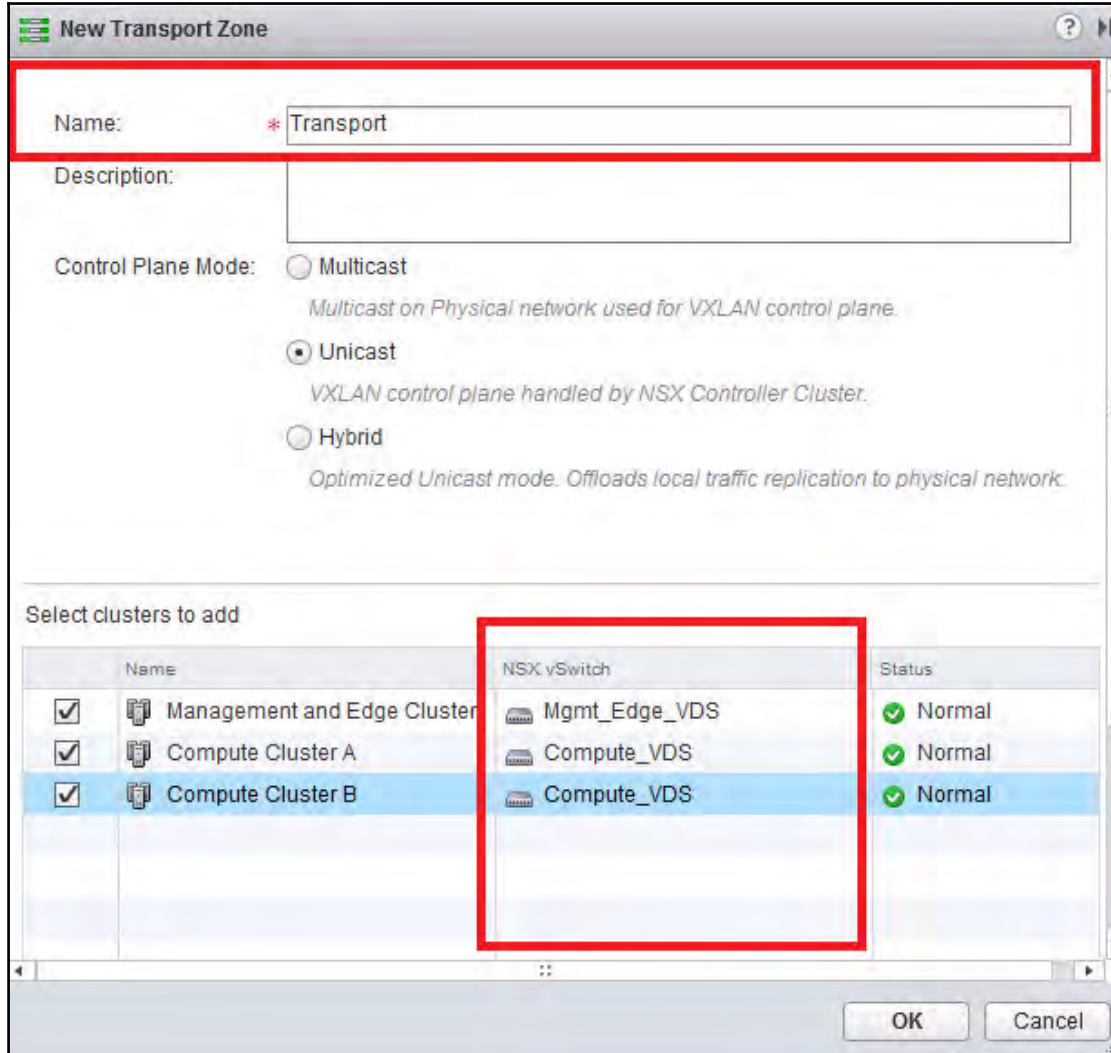 New Transport Zone ?
Name: * Transport
Description:
Control Plane Mode: Multicast
Multicast on Physical network used for VXLAN control plane.
Unicast
VXLAN control plane handled by NSX Controller Cluster.
Hybrid
Optimized Unicast mode. Offloads local traffic replication to physical network.
Select clusters to add
Name NSX vSwitch Status
Management and Edge Cluster Mgmt_Edge_VDS Normal
Compute Cluster A Compute_VDS Normal
Compute Cluster B Compute_VDS Normal
OK Cancel